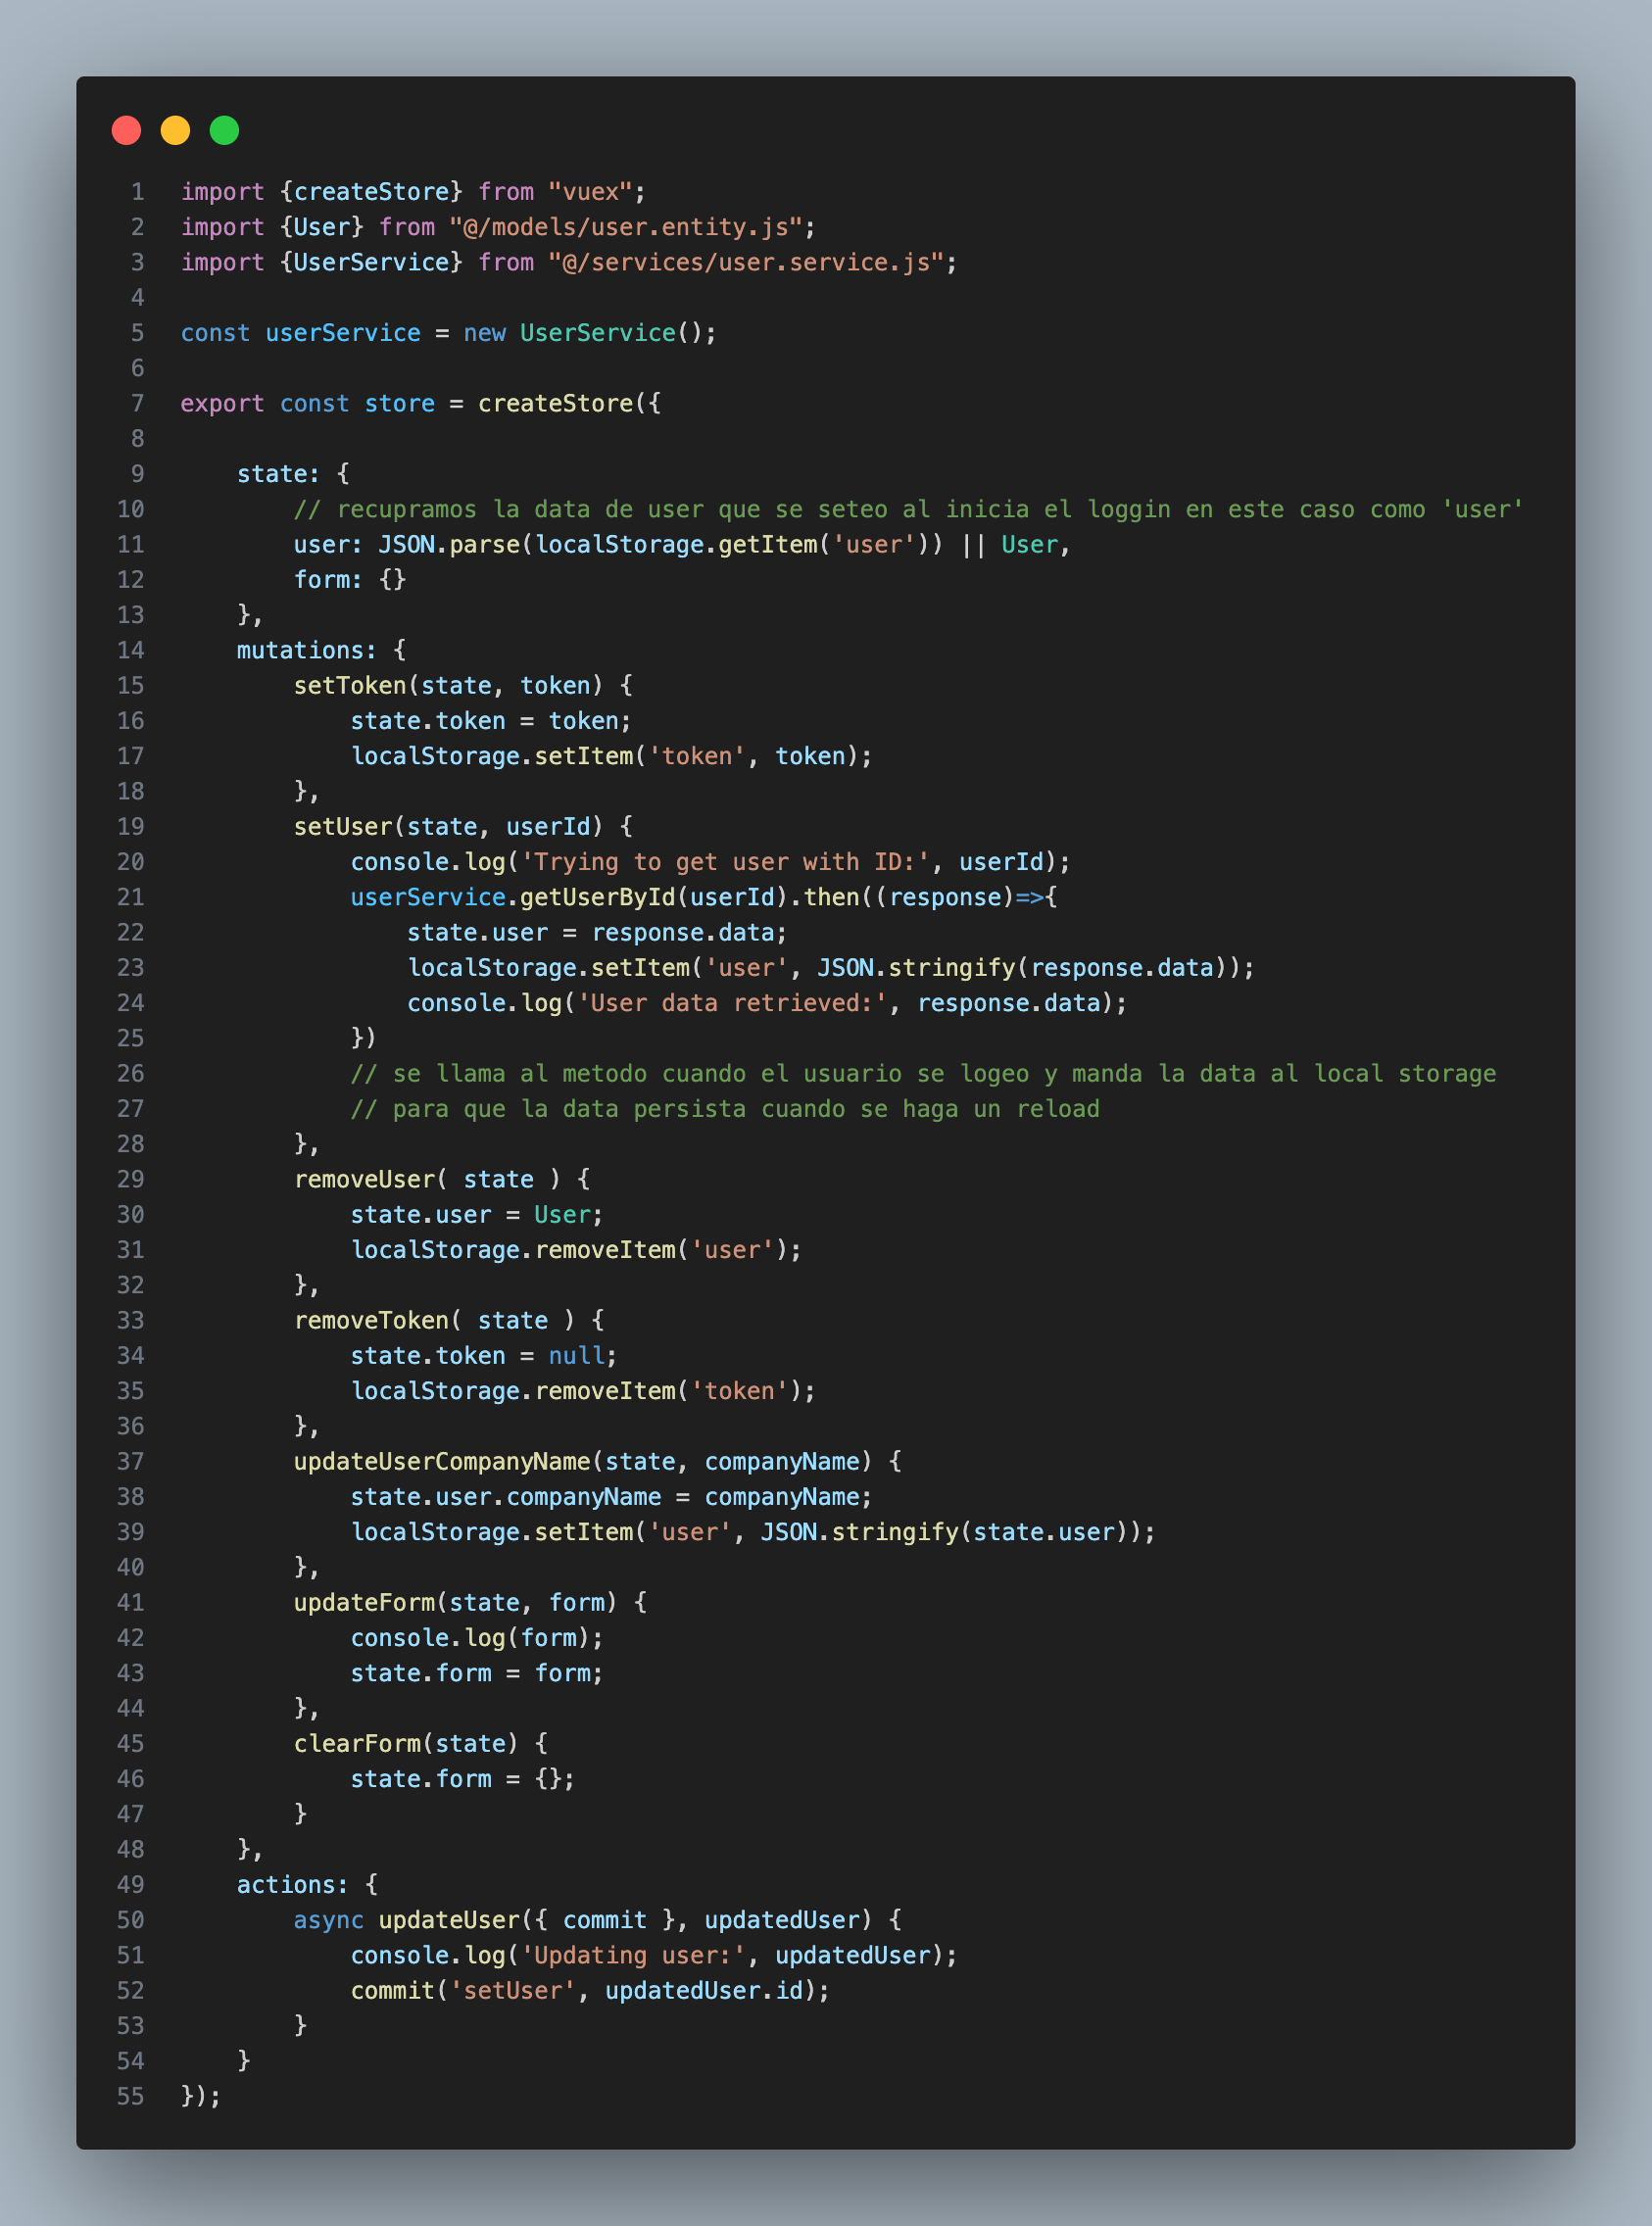 1 import {createStore} from "vuex";
2 import {User} from "@/models/user.entity.js";
3 import {UserService} from "@/services/user.service.js";
4
5 const userService = new UserService();
6
7 export const store = createStore({
8
9     state: {
10         // recupramos la data de user que se seteo al inicia el loggin en este caso como 'user'
11         user: JSON.parse(localStorage.getItem('user')) || User,
12         form: {}
13     },
14     mutations: {
15         setToken(state, token) {
16             state.token = token;
17             localStorage.setItem('token', token);
18         },
19         setUser(state, userId) {
20             console.log('Trying to get user with ID:', userId);
21             userService.getUserById(userId).then((response)=>{
22                 state.user = response.data;
23                 localStorage.setItem('user', JSON.stringify(response.data));
24                 console.log('User data retrieved:', response.data);
25             })
26             // se llama al metodo cuando el usuario se logeo y manda la data al local storage
27             // para que la data persista cuando se haga un reload
28         },
29         removeUser( state ) {
30             state.user = User;
31             localStorage.removeItem('user');
32         },
33         removeToken( state ) {
34             state.token = null;
35             localStorage.removeItem('token');
36         },
37         updateUserCompanyName(state, companyName) {
38             state.user.companyName = companyName;
39             localStorage.setItem('user', JSON.stringify(state.user));
40         },
41         updateForm(state, form) {
42             console.log(form);
43             state.form = form;
44         },
45         clearForm(state) {
46             state.form = {};
47         }
48     },
49     actions: {
50         async updateUser({ commit }, updatedUser) {
51             console.log('Updating user:', updatedUser);
52             commit('setUser', updatedUser.id);
53         }
54     }
55 });